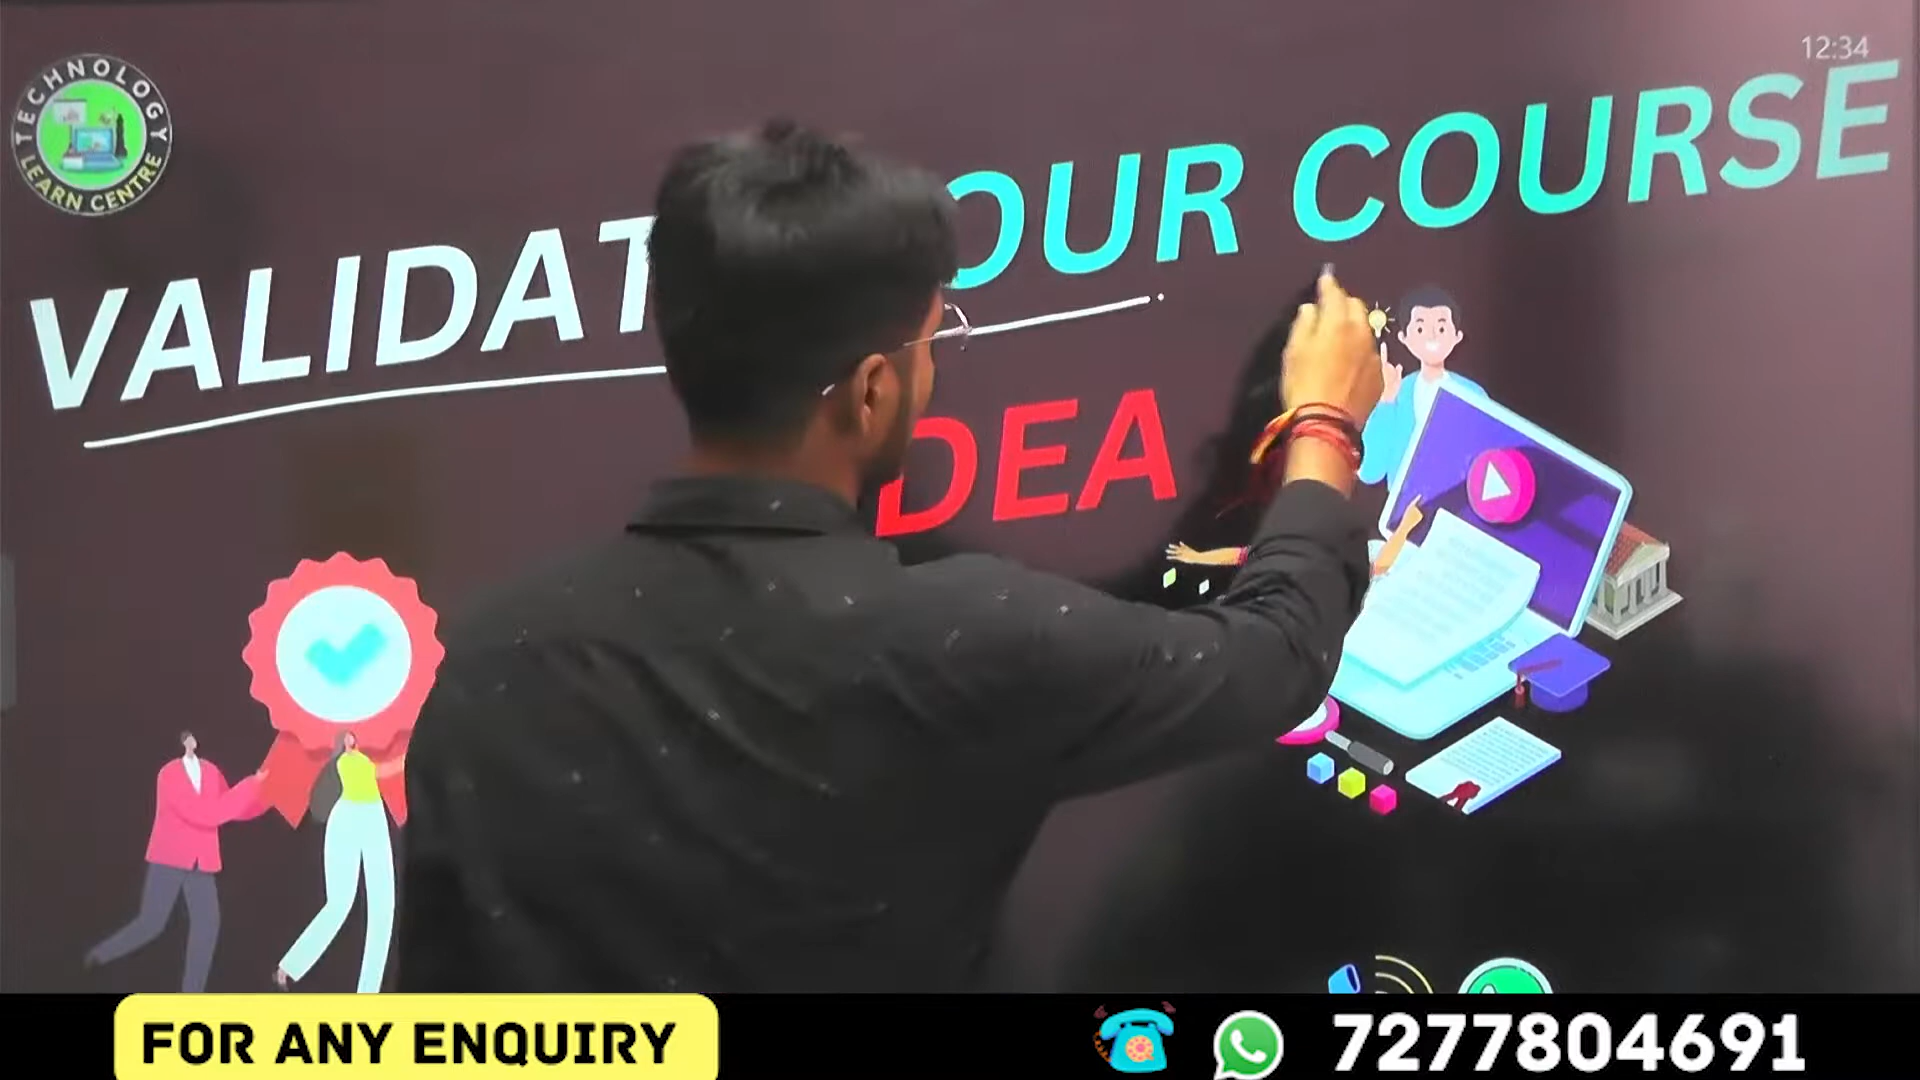 TECHNOLOGY
LEARN CENTRE
12:34
VALIDAT OUR COURSE
DEA
FOR ANY ENQUIRY
7277804691